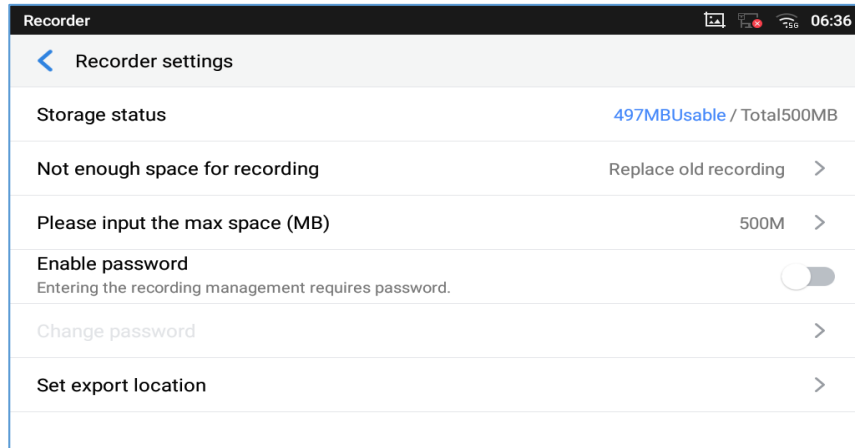 Recorder
5G 06:36
Recorder settings
Storage status 497MBUsable / Total500MB
Not enough space for recording Replace old recording
Please input the max space (MB) 500M
Enable password
Entering the recording management requires password.
Change password
Set export location